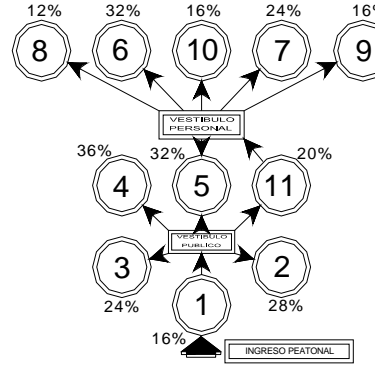 12% 32% 16% 24% 16%
8 6 10 7 9
VESTIBULO
PERSONAL
36% 32% 20%
4 5 11
VESTIBULO
PUBLICO
3 2
24% 28%
1
16%
INGRESO PEATONAL